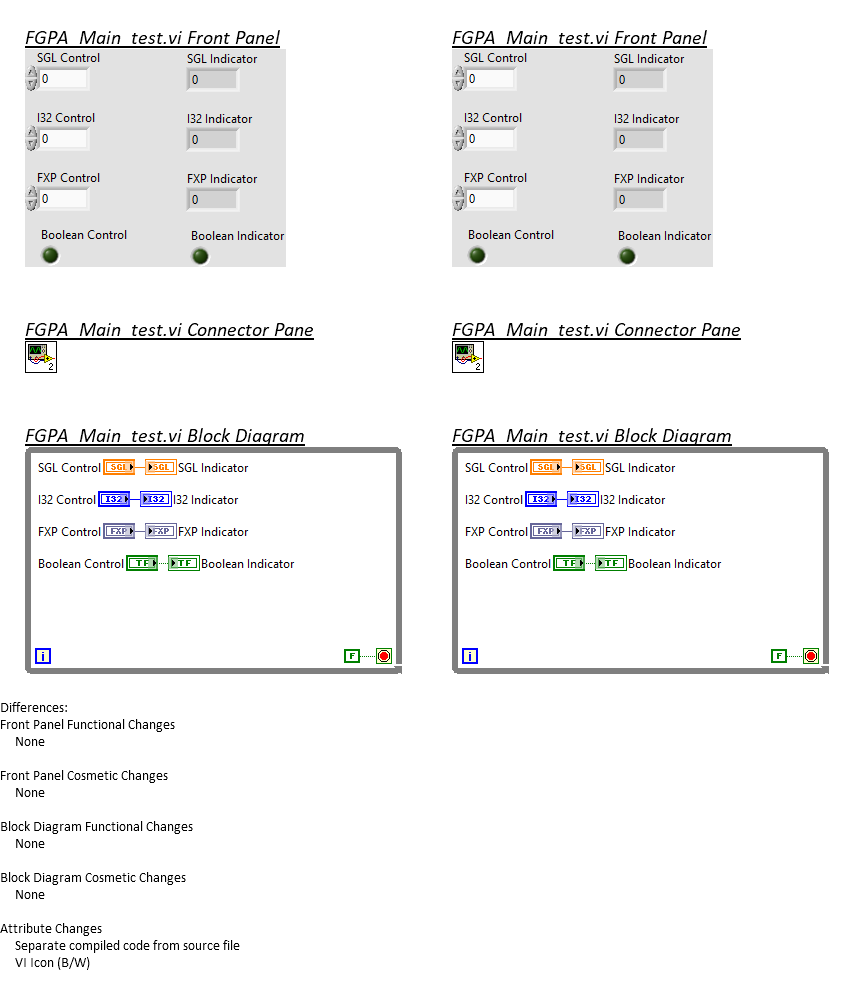 FGPA_Main_test.vi Front Panel
SGL Control SGL Indicator
0 0
I32 Control I32 Indicator
0 0
FXP Control FXP Indicator
0 0
Boolean Control Boolean Indicator
FGPA_Main_test.vi Connector Pane
2
FGPA_Main_test.vi Block Diagram
SGL Control SGL SGL SGL Indicator
I32 Control I32 I32 I32 Indicator
FXP Control FXP FXP FXP Indicator
Boolean Control TF TF Boolean Indicator
i F
FGPA_Main_test.vi Front Panel
SGL Control SGL Indicator
0 0
I32 Control I32 Indicator
0 0
FXP Control FXP Indicator
0 0
Boolean Control Boolean Indicator
FGPA_Main_test.vi Connector Pane
2
FGPA_Main_test.vi Block Diagram
SGL Control SGL SGL SGL Indicator
I32 Control I32 I32 I32 Indicator
FXP Control FXP FXP FXP Indicator
Boolean Control TF TF Boolean Indicator
i F
Differences:
Front Panel Functional Changes
None
Front Panel Cosmetic Changes
None
Block Diagram Functional Changes
None
Block Diagram Cosmetic Changes
None
Attribute Changes
Separate compiled code from source file
VI Icon (B/W)